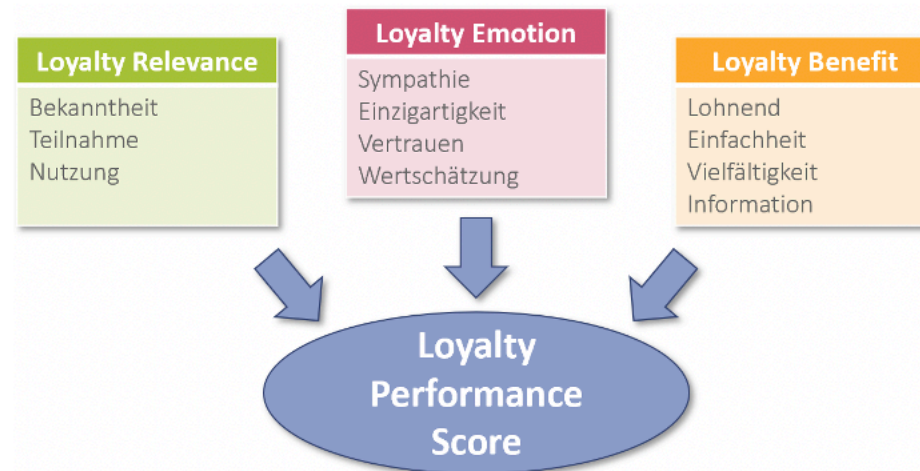 Loyalty Relevance
Bekanntheit
Teilnahme
Nutzung
Loyalty Emotion
Sympathie
Einzigartigkeit
Vertrauen
Wertschätzung
Loyalty Benefit
Lohnend
Einfachheit
Vielfältigkeit
Information
Loyalty
Performance
Score